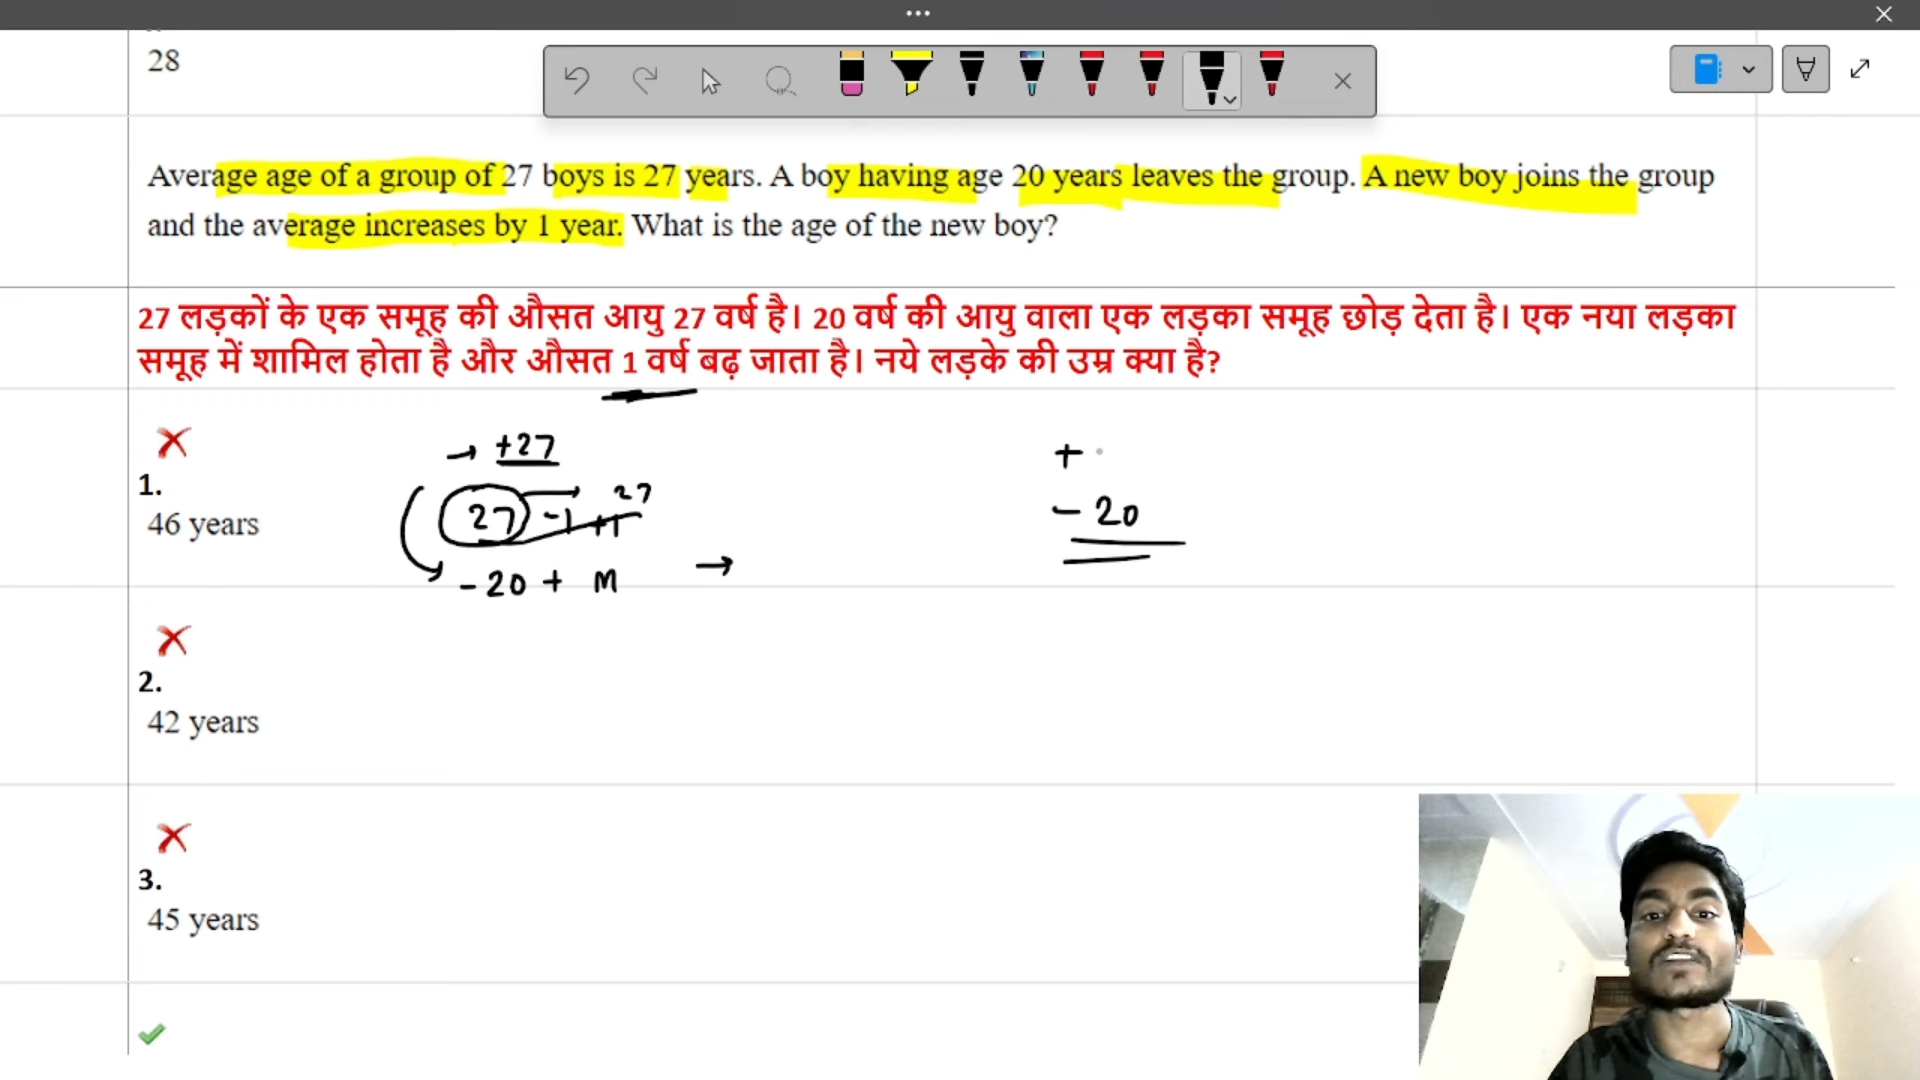 28
Average age of a group of 27 boys is 27 years. A boy having age 20 years leaves the group. A new boy joins the group
and the average increases by 1 year. What is the age of the new boy?
27 लड़कों के एक समूह की औसत आयु 27 वर्ष है। 20 वर्ष की आयु वाला एक लड़का समूह छोड़ देता है। एक नया लड़का
समूह में शामिल होता है और औसत 1 वर्ष बढ़ जाता है। नये लड़के की उम्र क्या है?
→ +27
27 -1 +1 27
-20 + M →
+
- 20
1.
46 years
2.
42 years
3.
45 years